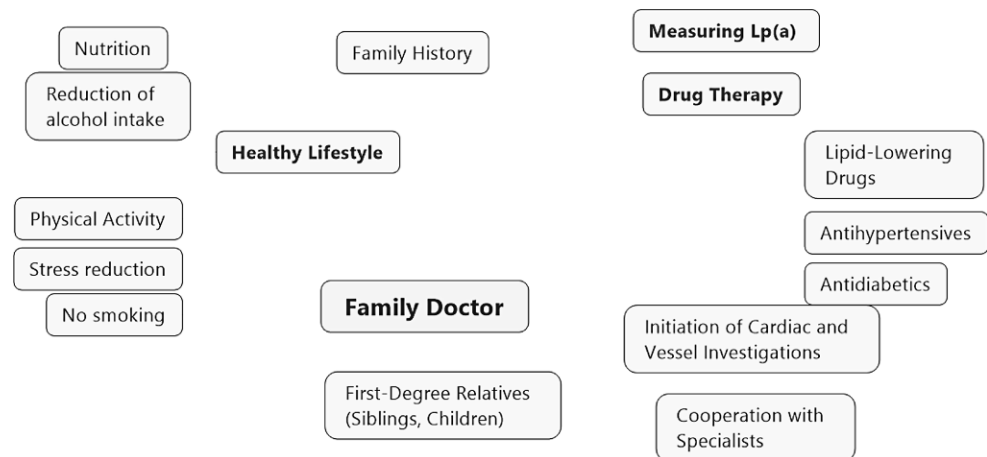 Nutrition
Reduction of
alcohol intake
Healthy Lifestyle
Physical Activity
Stress reduction
No smoking
Family History
Family Doctor
First-Degree Relatives
(Siblings, Children)
Measuring Lp(a)
Drug Therapy
Lipid-Lowering
Drugs
Antihypertensives
Antidiabetics
Initiation of Cardiac and
Vessel Investigations
Cooperation with
Specialists